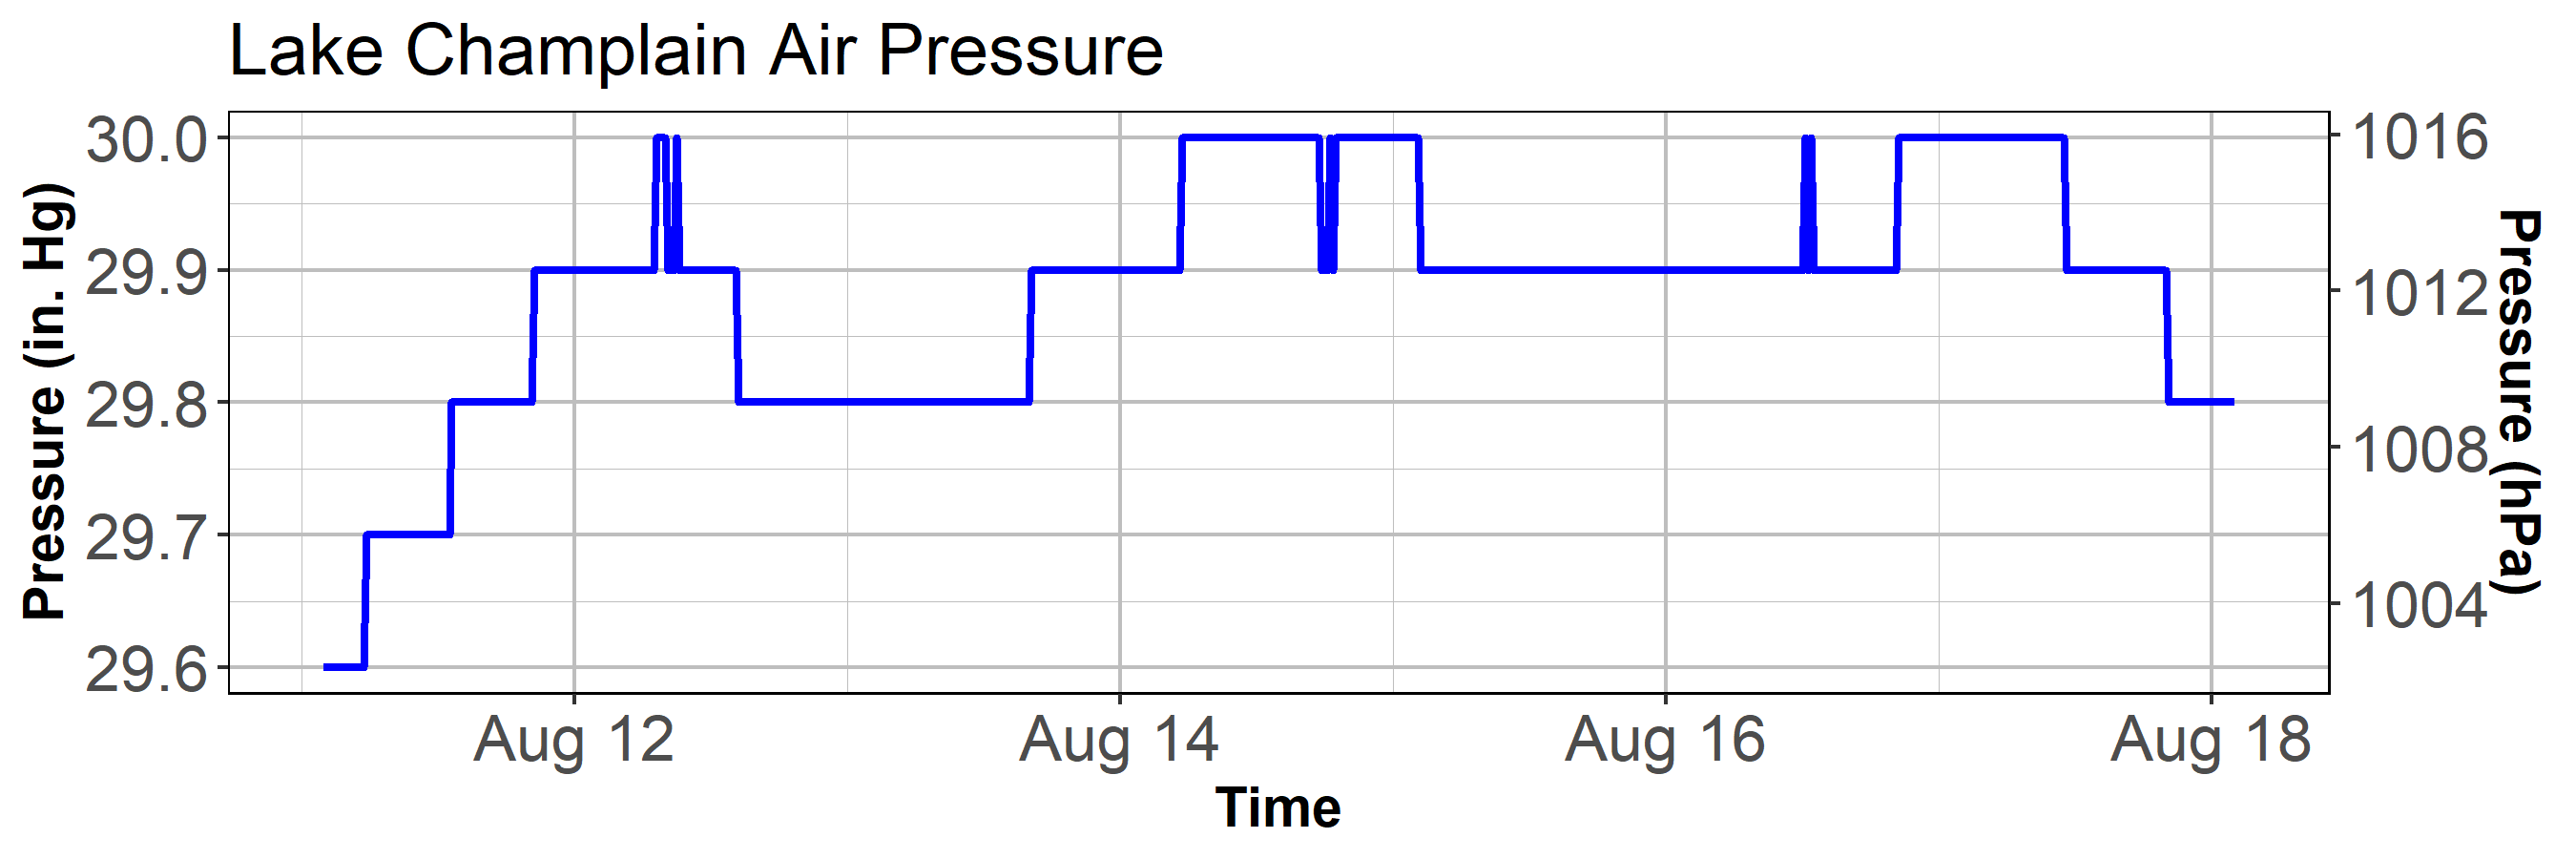 Lake Champlain Air Pressure
Pressure (in. Hg)
30.0
29.9
29.8
29.7
29.6
1016
1012
1008
1004
Pressure (hPa)
Aug 12 Aug 14 Aug 16 Aug 18
Time